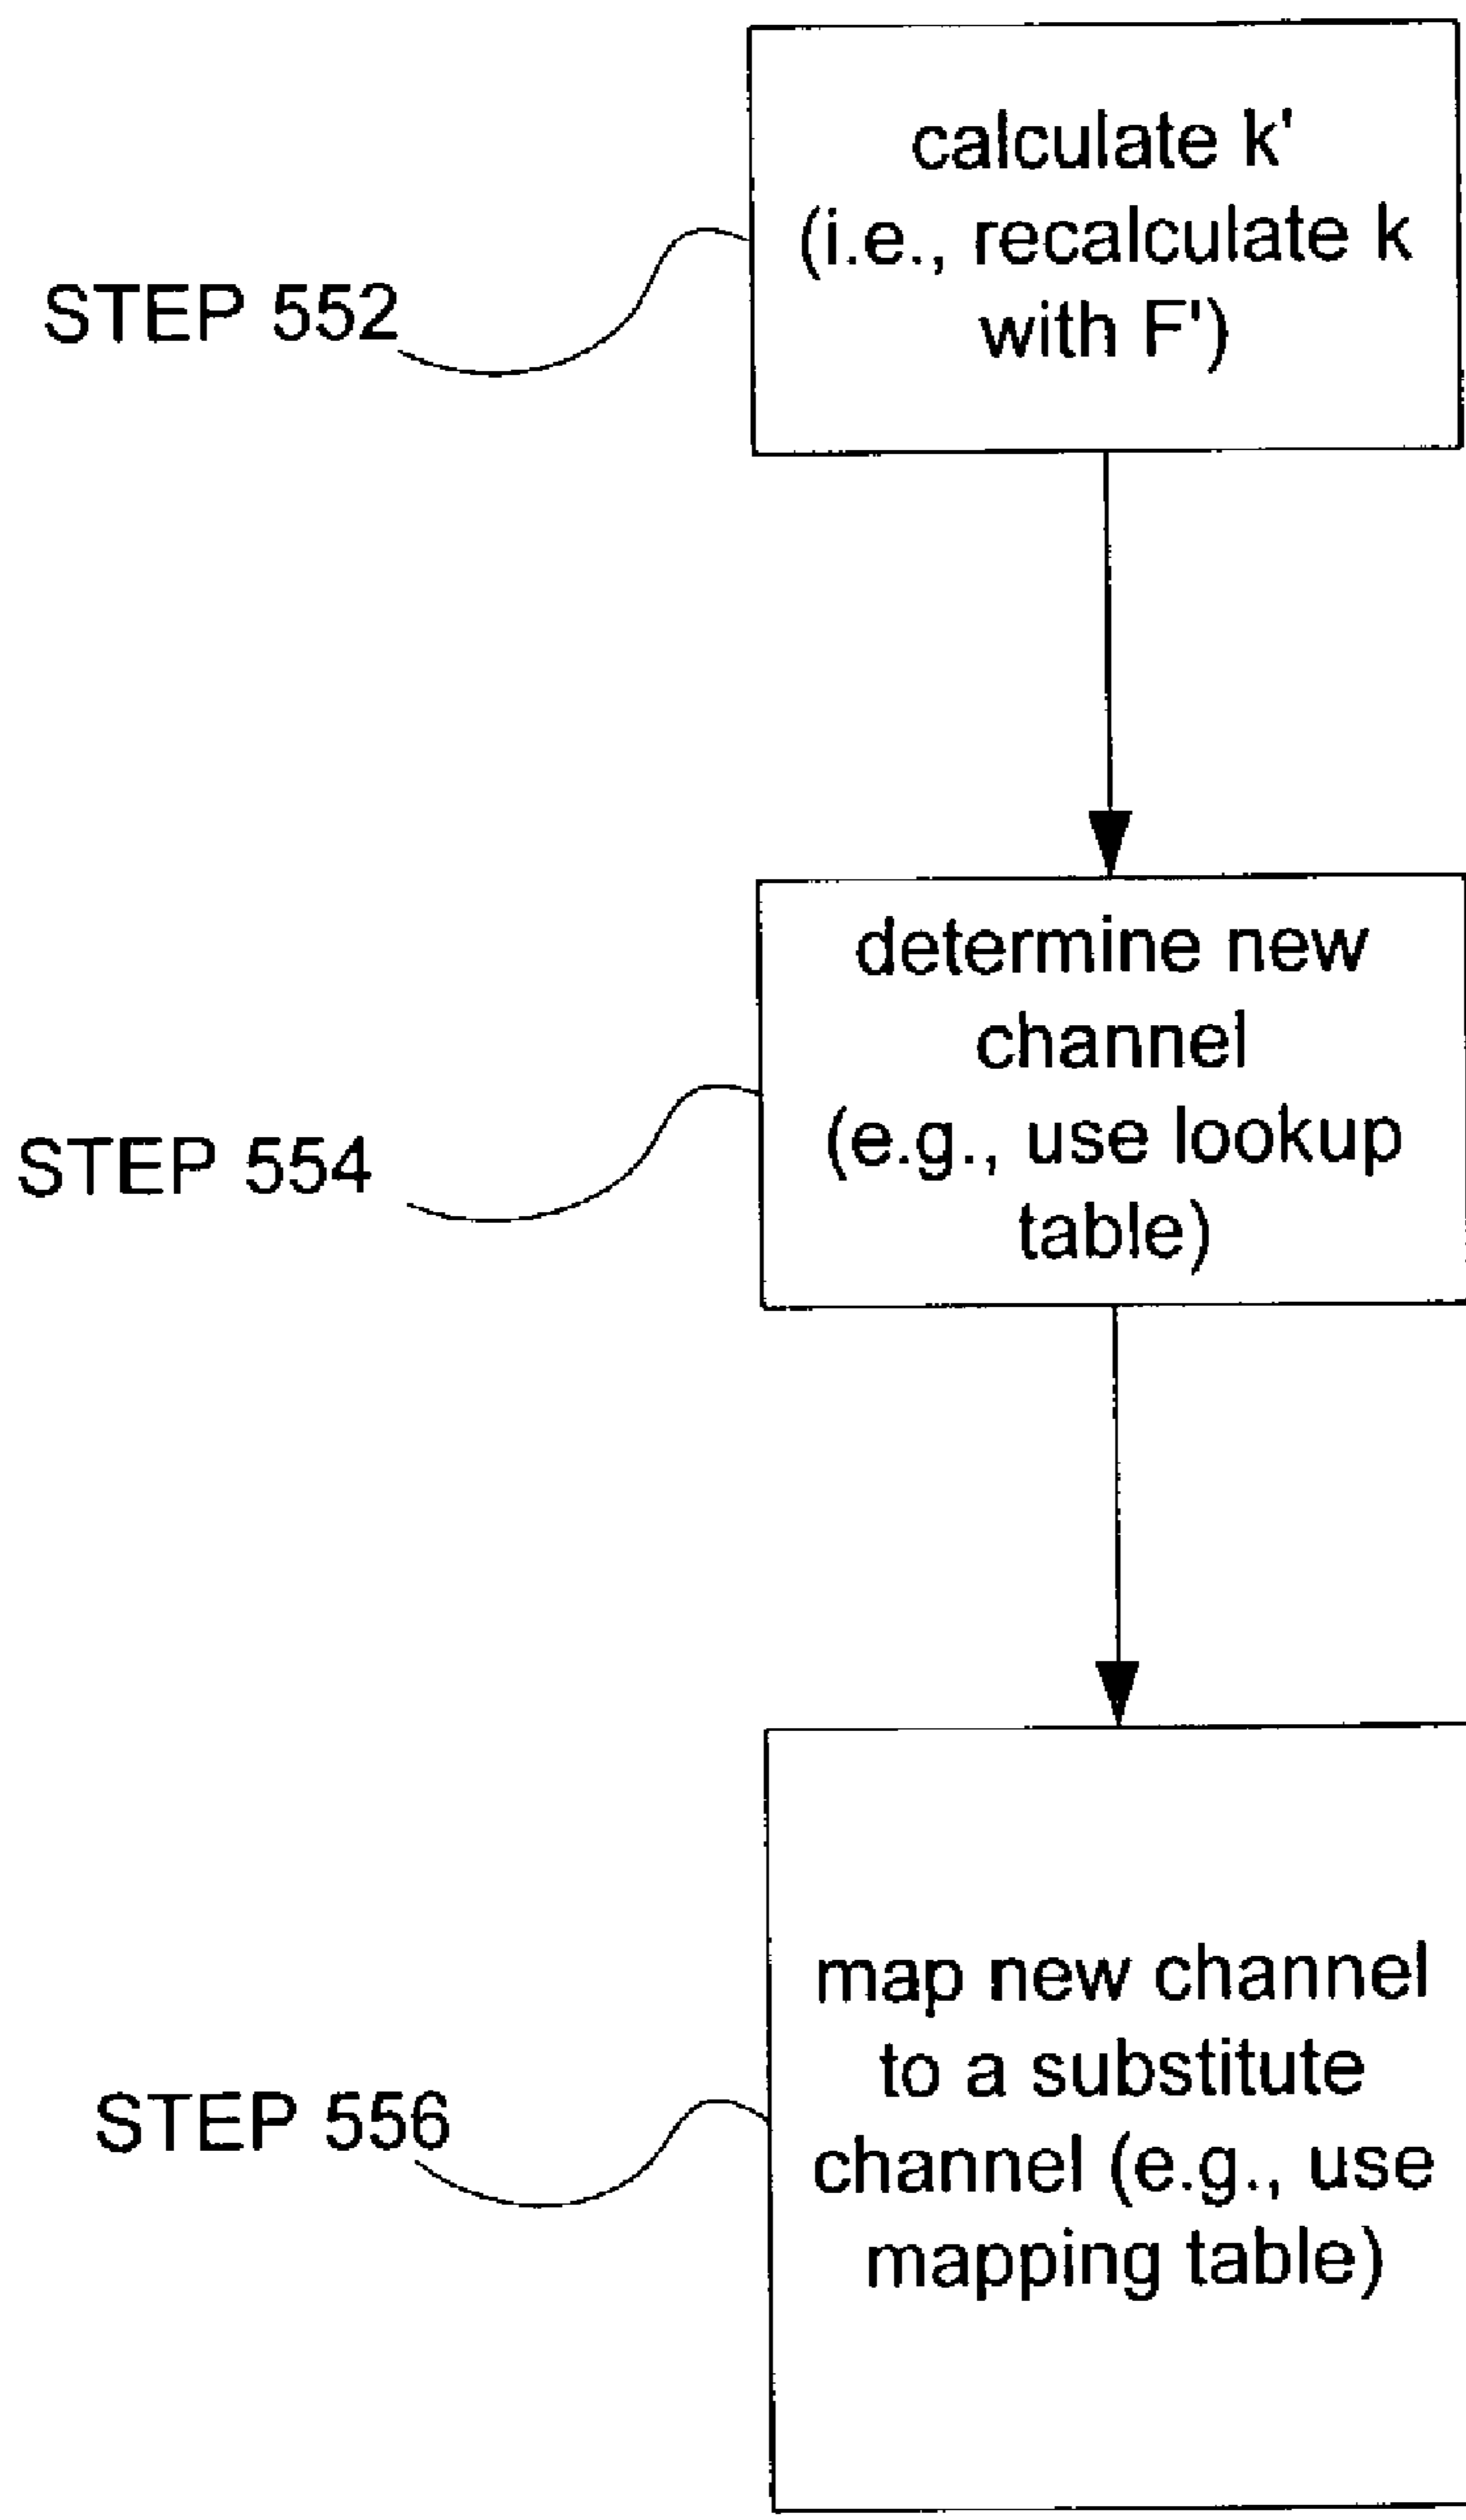 calculate k'
(i.e., recalculate k
with F')
STEP 552
determine new
channel
(e.g., use lookup
table)
STEP 554
map new channel
to a substitute
channel (e.g., use
mapping table)
STEP 556